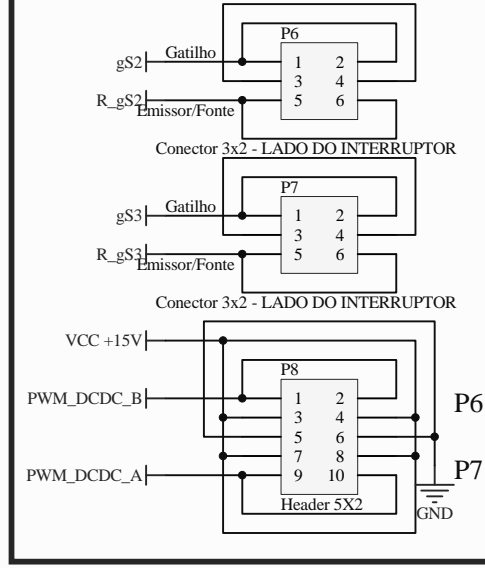 P6
Gatilho
gS2
1 2
3 4
R_gS2
5 6
Emissor/Fonte
Conector 3x2 - LADO DO INTERRUPTOR
P7
Gatilho
gS3
1 2
3 4
R_gS3
5 6
Emissor/Fonte
Conector 3x2 - LADO DO INTERRUPTOR
VCC +15V
P8
PWM_DCDC_B
1 2
P6
3 4
5 6
7 8
P7
PWM_DCDC_A
9 10
Header 5X2
GND